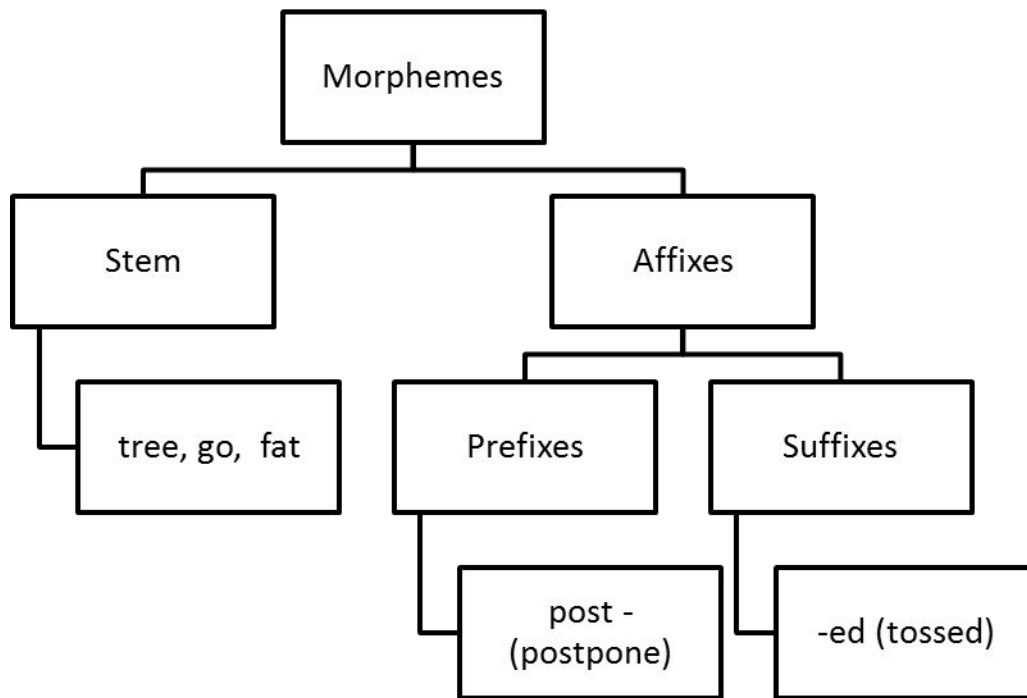 Morphemes
Stem
Affixes
tree, go, fat
Prefixes
Suffixes
post -
(postpone)
-ed (tossed)